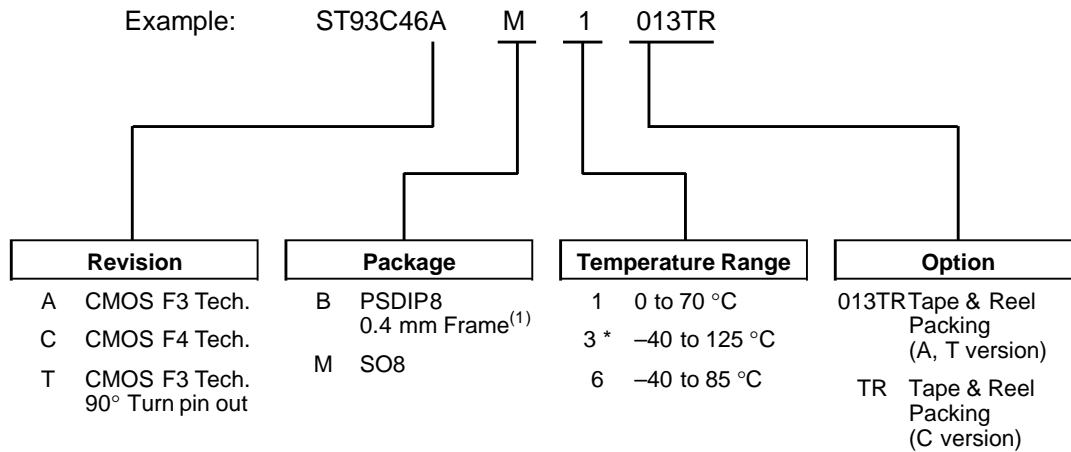 Example: ST93C46A M 1 013TR
Revision
A CMOS F3 Tech.
C CMOS F4 Tech.
T CMOS F3 Tech.
90° Turn pin out
Package
B PSDIP8
0.4 mm Frame(1)
M SO8
Temperature Range
1 0 to 70 °C
3 * –40 to 125 °C
6 –40 to 85 °C
Option
013TR Tape & Reel
Packing
(A, T version)
TR Tape & Reel
Packing
(C version)